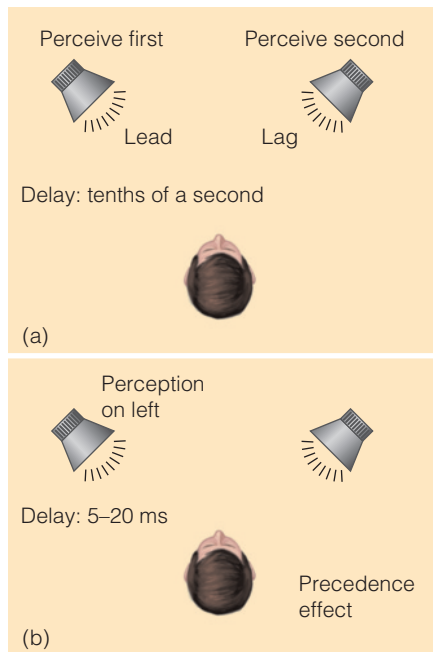 Perceive first
Perceive second
Lead
Lag
Delay: tenths of a second
(a)
Perception
on left
Delay: 5–20 ms
Precedence
effect
(b)